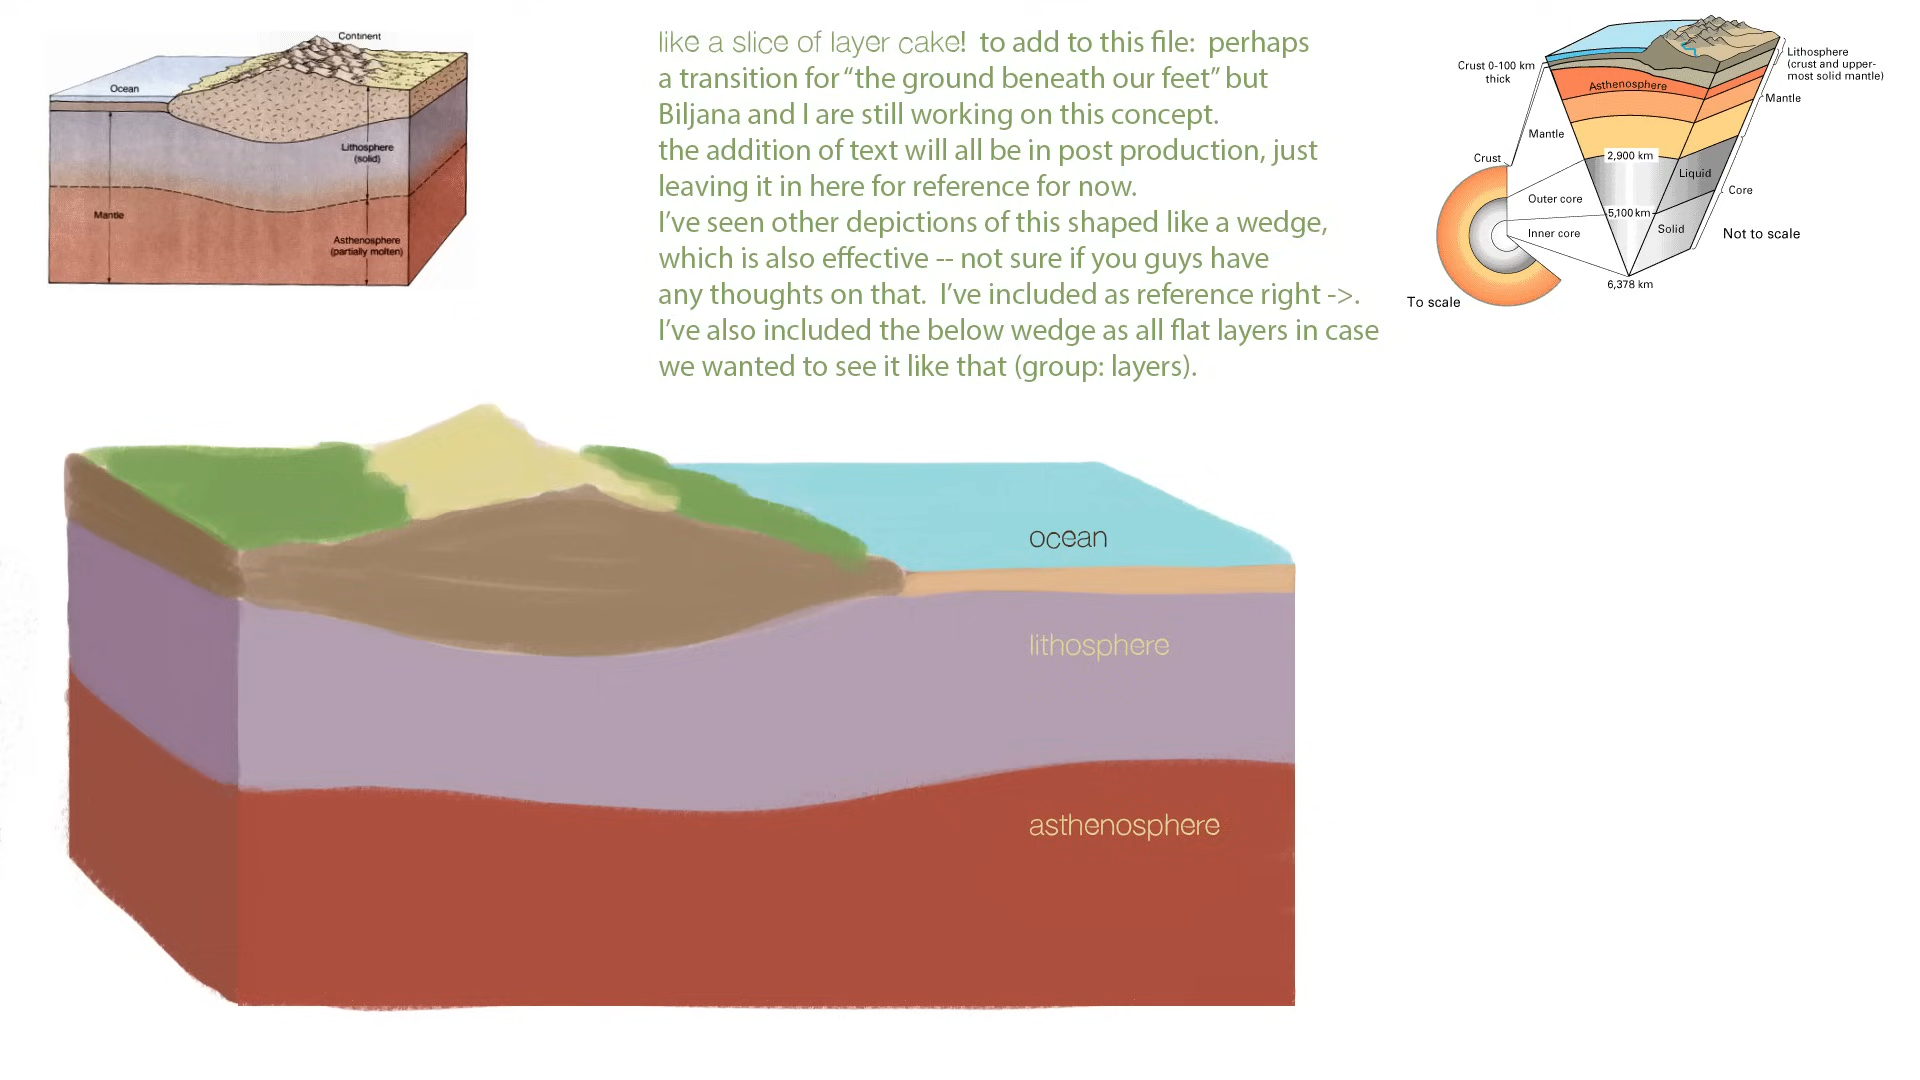 Continent
Ocean
Lithosphere
(solid)
Mantle
Asthenosphere
(partially molten)
like a slice of layer cake!  to add to this file:  perhaps
a transition for “the ground beneath our feet” but
Biljana and I are still working on this concept.
the addition of text will all be in post production, just
leaving it in here for reference for now.
I’ve seen other depictions of this shaped like a wedge,
which is also effective -- not sure if you guys have
any thoughts on that.  I’ve included as reference right ->.
I’ve also included the below wedge as all flat layers in case
we wanted to see it like that (group: layers).
Crust 0-100 km
thick
Asthenosphere
Lithosphere
(crust and upper-
most solid mantle)
Mantle
Mantle
Crust
2,900 km
Liquid
Core
Outer core
5,100 km
Inner core
Solid
Not to scale
6,378 km
To scale
ocean
lithosphere
asthenosphere